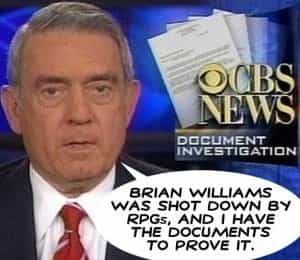 CBS
NEWS
DOCUMENT
INVESTIGATION
BRIAN WILLIAMS
WAS SHOT DOWN BY
RPGs, AND I HAVE
THE DOCUMENTS
TO PROVE IT.